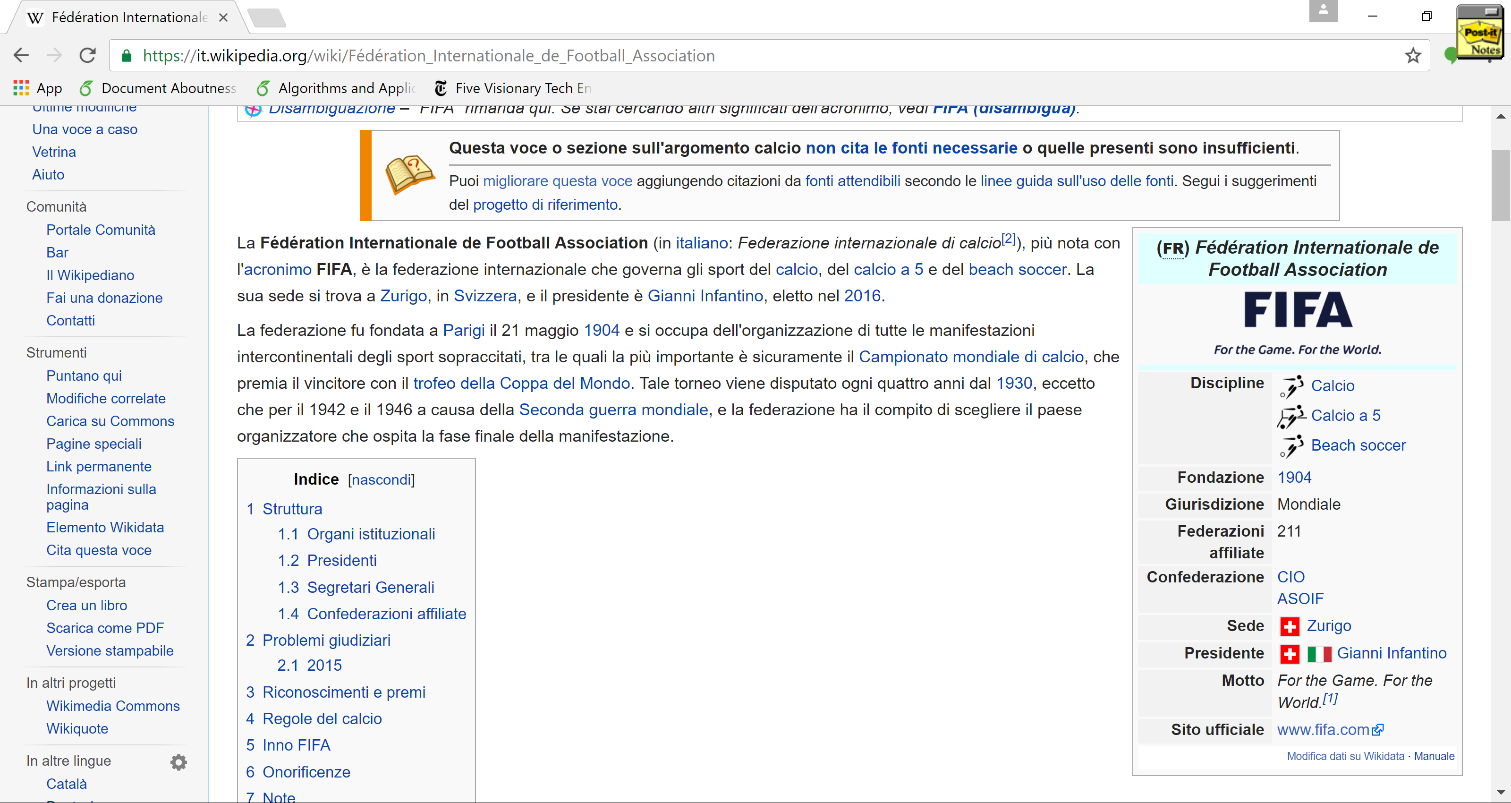 W Fédération Internationale
https://it.wikipedia.org/wiki/Fédération_Internationale_de_Football_Association
Post-it
Notes
App Document Aboutness Algorithms and Applic Five Visionary Tech En
Ultime modifiche
Una voce a caso
Vetrina
Aiuto
Comunità
Portale Comunità
Bar
Il Wikipediano
Fai una donazione
Contatti
Strumenti
Puntano qui
Modifiche correlate
Carica su Commons
Pagine speciali
Link permanente
Informazioni sulla
pagina
Elemento Wikidata
Cita questa voce
Stampa/esporta
Crea un libro
Scarica come PDF
Versione stampabile
In altri progetti
Wikimedia Commons
Wikiquote
In altre lingue
Català
Disambiguazione – "FIFA" rimanda qui. Se stai cercando altri significati dell'acronimo, vedi FIFA (disambigua).
Questa voce o sezione sull'argomento calcio non cita le fonti necessarie o quelle presenti sono insufficienti.
Puoi migliorare questa voce aggiungendo citazioni da fonti attendibili secondo le linee guida sull'uso delle fonti. Segui i suggerimenti
del progetto di riferimento.
La Fédération Internationale de Football Association (in italiano: Federazione internazionale di calcio[2]), più nota con
l'acronimo FIFA, è la federazione internazionale che governa gli sport del calcio, del calcio a 5 e del beach soccer. La
sua sede si trova a Zurigo, in Svizzera, e il presidente è Gianni Infantino, eletto nel 2016.
La federazione fu fondata a Parigi il 21 maggio 1904 e si occupa dell'organizzazione di tutte le manifestazioni
intercontinentali degli sport sopraccitati, tra le quali la più importante è sicuramente il Campionato mondiale di calcio, che
premia il vincitore con il trofeo della Coppa del Mondo. Tale torneo viene disputato ogni quattro anni dal 1930, eccetto
che per il 1942 e il 1946 a causa della Seconda guerra mondiale, e la federazione ha il compito di scegliere il paese
organizzatore che ospita la fase finale della manifestazione.
Indice [nascondi]
1 Struttura
1.1 Organi istituzionali
1.2 Presidenti
1.3 Segretari Generali
1.4 Confederazioni affiliate
2 Problemi giudiziari
2.1 2015
3 Riconoscimenti e premi
4 Regole del calcio
5 Inno FIFA
6 Onorificenze
7 Note
(FR) Fédération Internationale de
Football Association
FIFA
For the Game. For the World.
Discipline Calcio
Calcio a 5
Beach soccer
Fondazione 1904
Giurisdizione Mondiale
Federazioni 211
affiliate
Confederazione CIO
ASOIF
Sede Zurigo
Presidente Gianni Infantino
Motto For the Game. For the
World.[1]
Sito ufficiale www.fifa.com
Modifica dati su Wikidata · Manuale